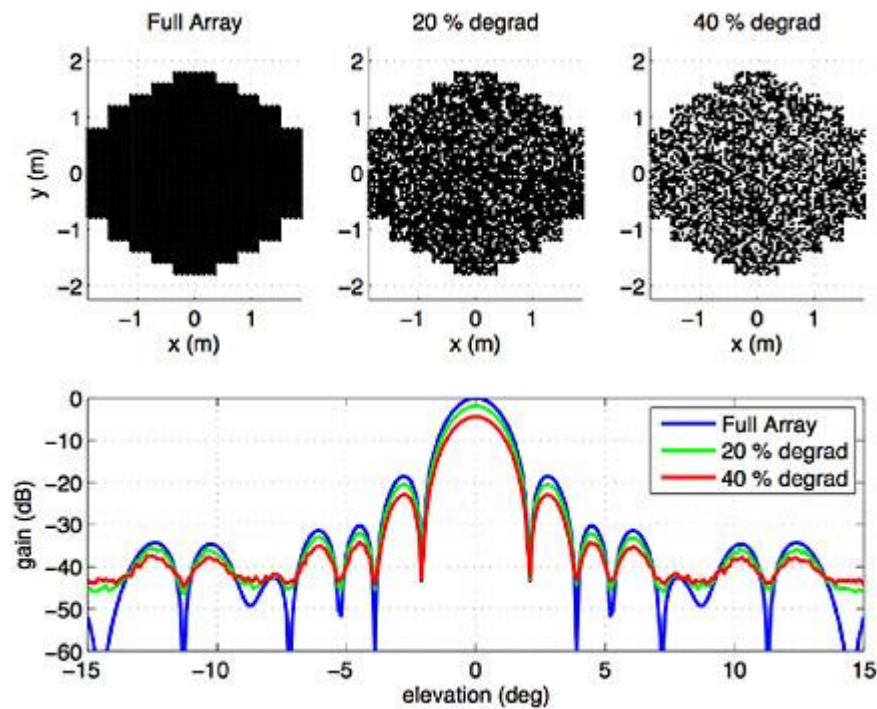 Full Array 20 % degrad 40 % degrad
2 2 2
1 1 1
y (m) 0 0 0
−1 −1 −1
−2 −2 −2
−1 0 1 −1 0 1 −1 0 1
x (m) x (m) x (m)
0
−10
−20
−30
−40
−50
−60
gain (dB)
Full Array
20 % degrad
40 % degrad
−15 −10 −5 0 5 10 15
elevation (deg)